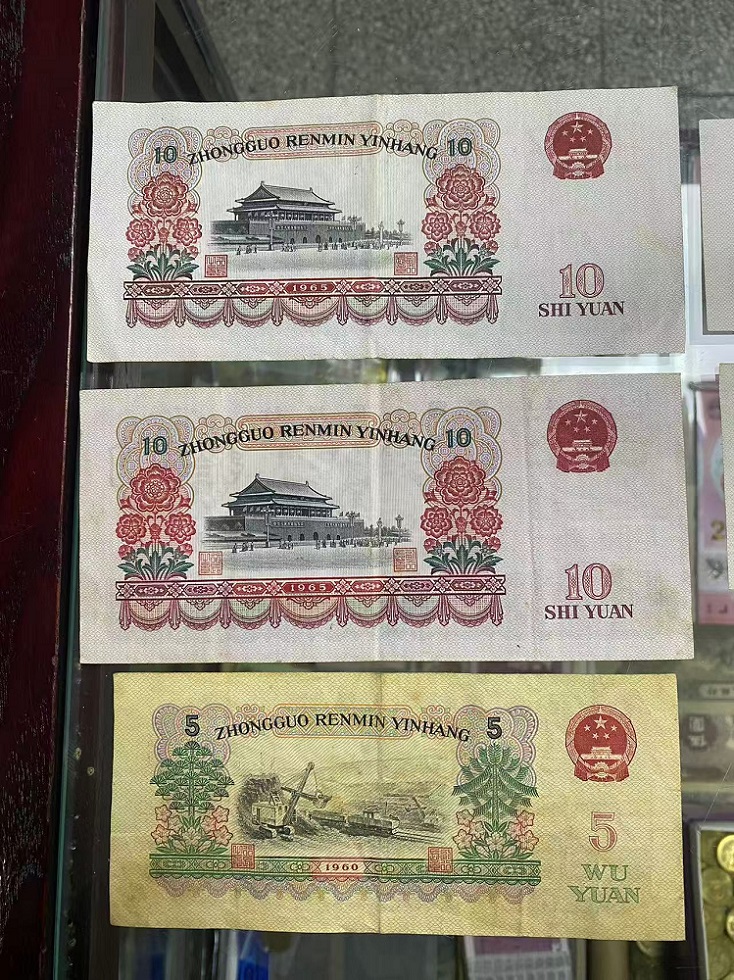 10 ZHONGGUO RENMIN YINHANG 10
1965
10
SHI YUAN
10 ZHONGGUO RENMIN YINHANG 10
1965
10
SHI YUAN
5 ZHONGGUO RENMIN YINHANG 5
1960
5
WU
YUAN